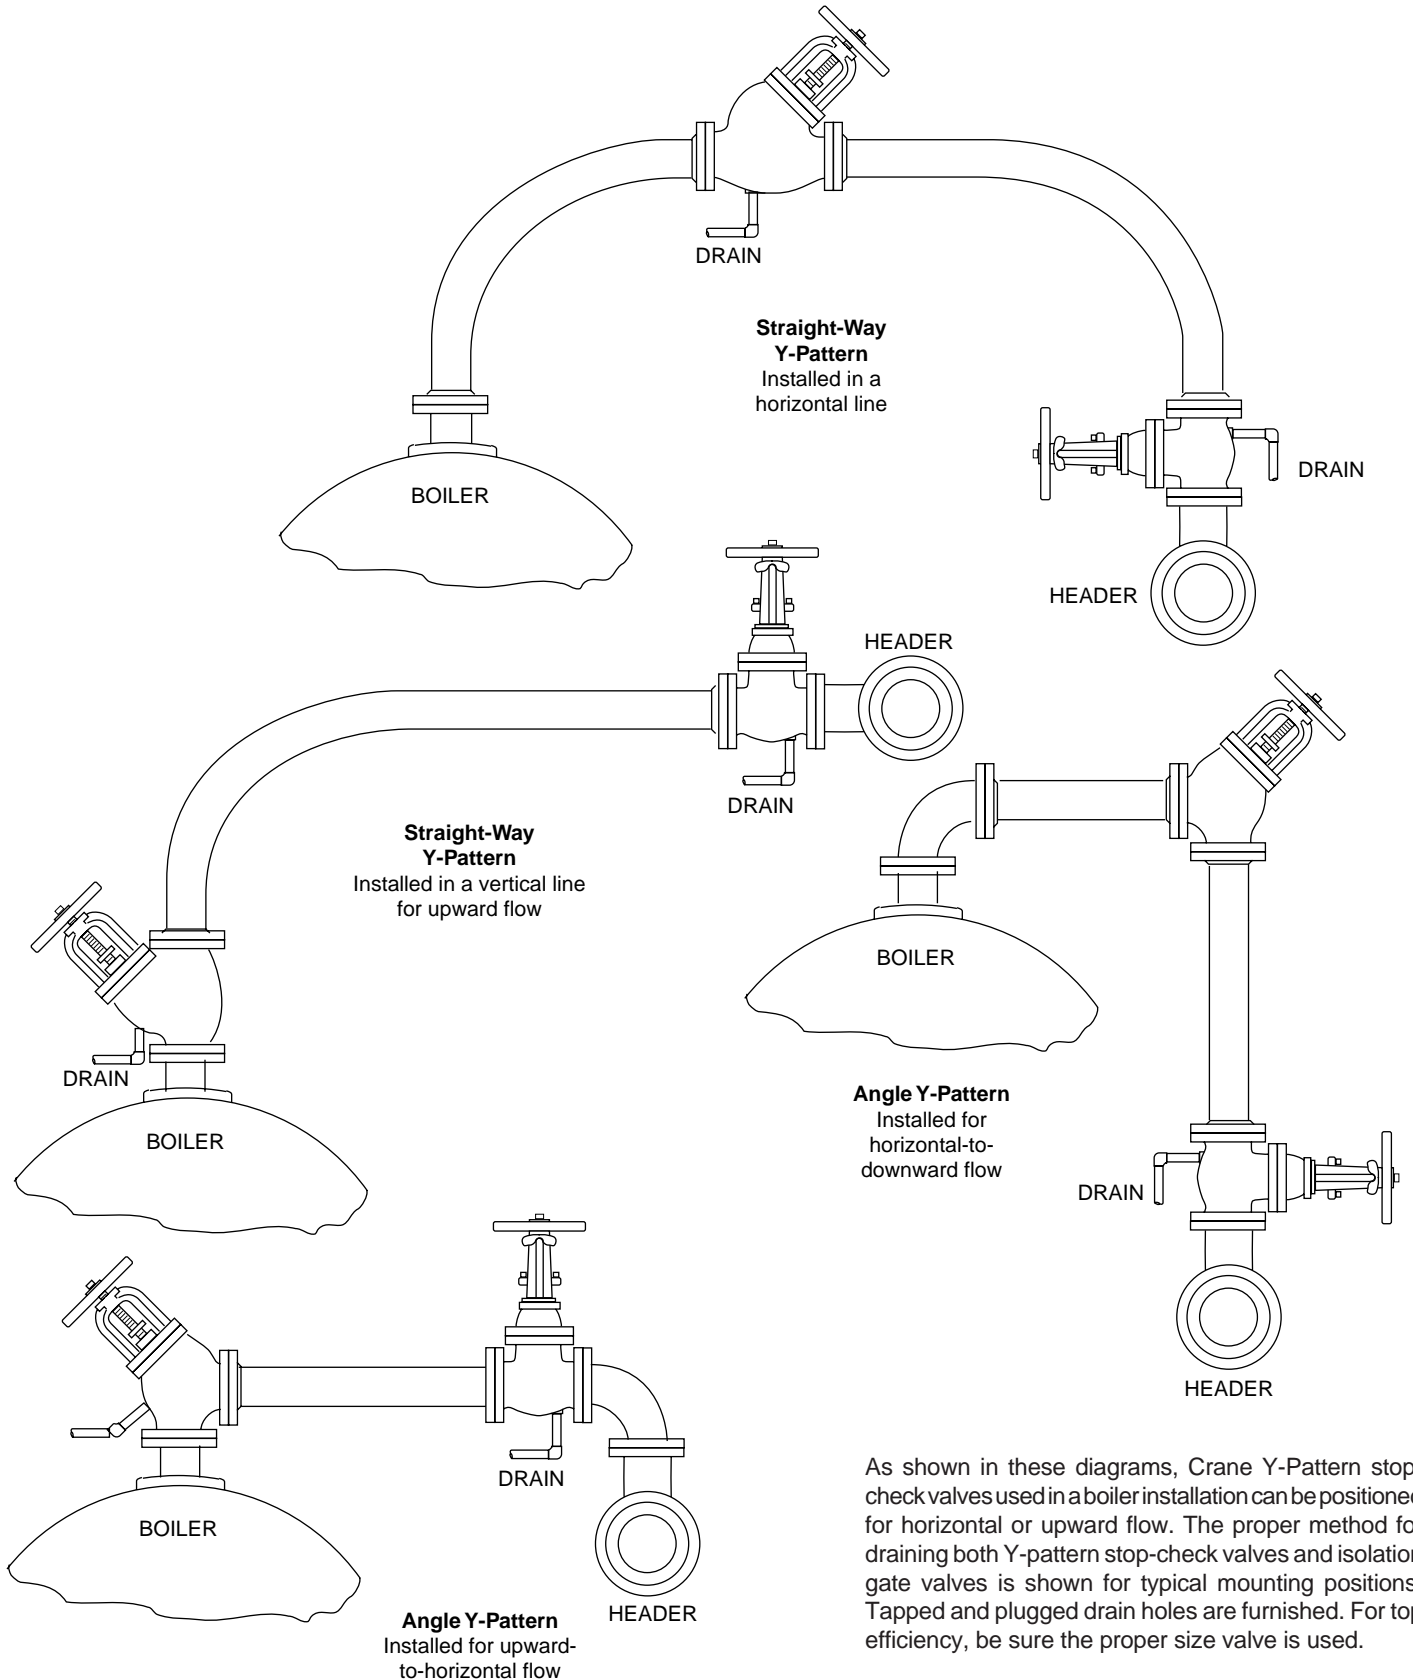 DRAIN
Straight-Way
Y-Pattern
Installed in a
horizontal line
BOILER
DRAIN
HEADER
HEADER
DRAIN
Straight-Way
Y-Pattern
Installed in a vertical line
for upward flow
DRAIN
BOILER
BOILER
Angle Y-Pattern
Installed for
horizontal-to-
downward flow
DRAIN
HEADER
DRAIN
BOILER
HEADER
Angle Y-Pattern
Installed for upward-
to-horizontal flow
As shown in these diagrams, Crane Y-Pattern stop
check valves used in a boiler installation can be positioned
for horizontal or upward flow. The proper method fo
draining both Y-pattern stop-check valves and isolation
gate valves is shown for typical mounting positions
Tapped and plugged drain holes are furnished. For top
efficiency, be sure the proper size valve is used.